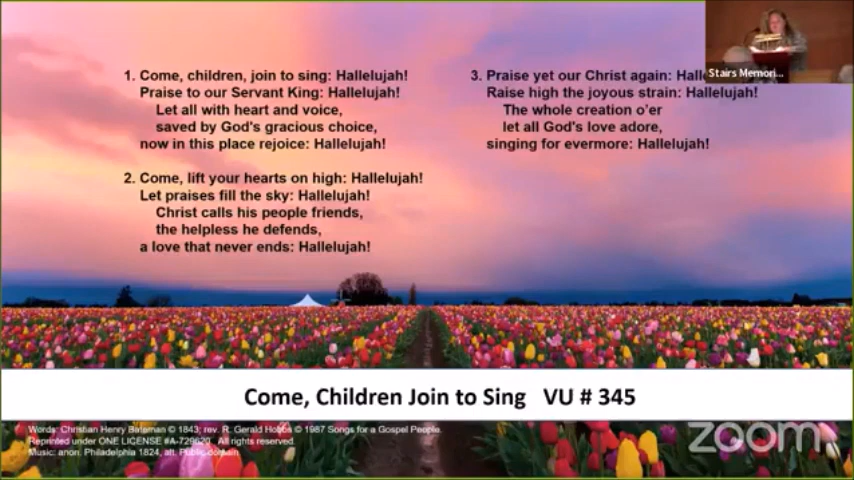 1. Come, children, join to sing: Hallelujah!
Praise to our Servant King: Hallelujah!
Let all with heart and voice,
saved by God's gracious choice,
now in this place rejoice: Hallelujah!
2. Come, lift your hearts on high: Hallelujah!
Let praises fill the sky: Hallelujah!
Christ calls his people friends,
the helpless he defends,
a love that never ends: Hallelujah!
3. Praise yet our Christ again: Halle
Raise high the joyous strain: Hallelujah!
The whole creation o'er
let all God's love adore,
singing for evermore: Hallelujah!
Stairs Memori...
Come, Children Join to Sing VU # 345
Words: Christian Henry Bateman © 1843; rev. R. Gerald Hobbs © 1987 Songs for a Gospel People.
Reprinted under ONE LICENSE All rights reserved.
Music: anon. Philadelphia 1824, alt. Public domain
zoom